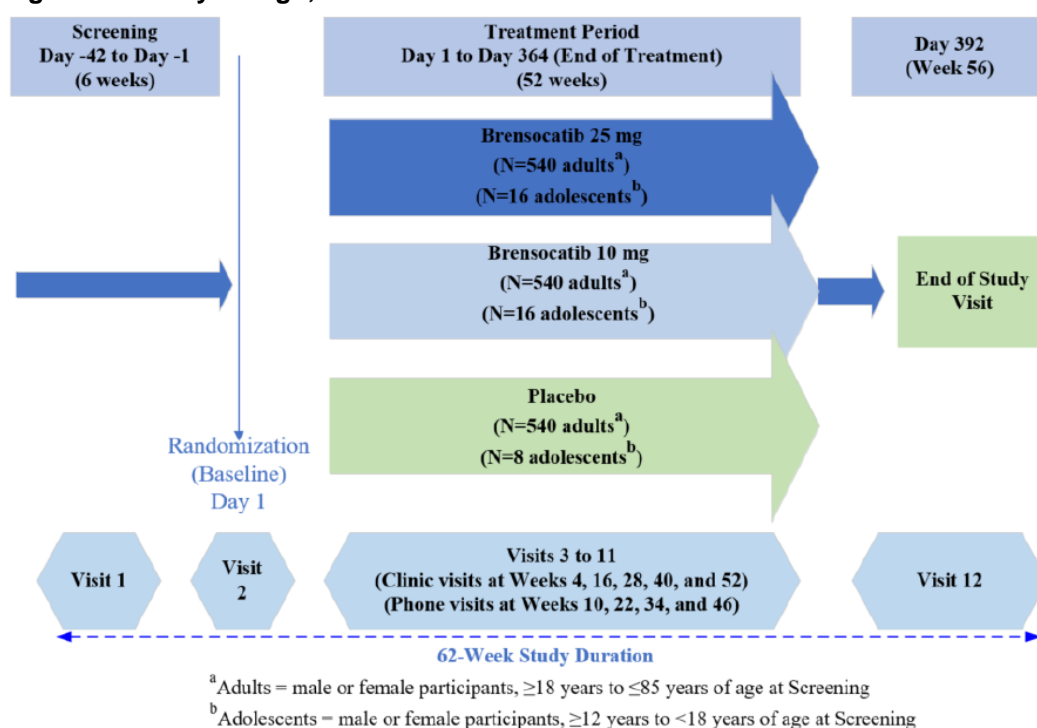 Screening
Day -42 to Day -1
(6 weeks)
Treatment Period
Day 1 to Day 364 (End of Treatment)
(52 weeks)
Day 392
(Week 56)
Brensocatib 25 mg
(N=540 adultsᵃ)
(N=16 adolescentsᵇ)
Brensocatib 10 mg
(N=540 adultsᵃ)
(N=16 adolescentsᵇ)
End of Study
Visit
Placebo
(N=540 adultsᵃ)
(N=8 adolescentsᵇ)
Randomization
(Baseline)
Day 1
Visit 1
Visit
2
Visits 3 to 11
(Clinic visits at Weeks 4, 16, 28, 40, and 52)
(Phone visits at Weeks 10, 22, 34, and 46)
Visit 12
62-Week Study Duration
ᵃAdults = male or female participants, ≥18 years to ≤85 years of age at Screening
ᵇAdolescents = male or female participants, ≥12 years to <18 years of age at Screening